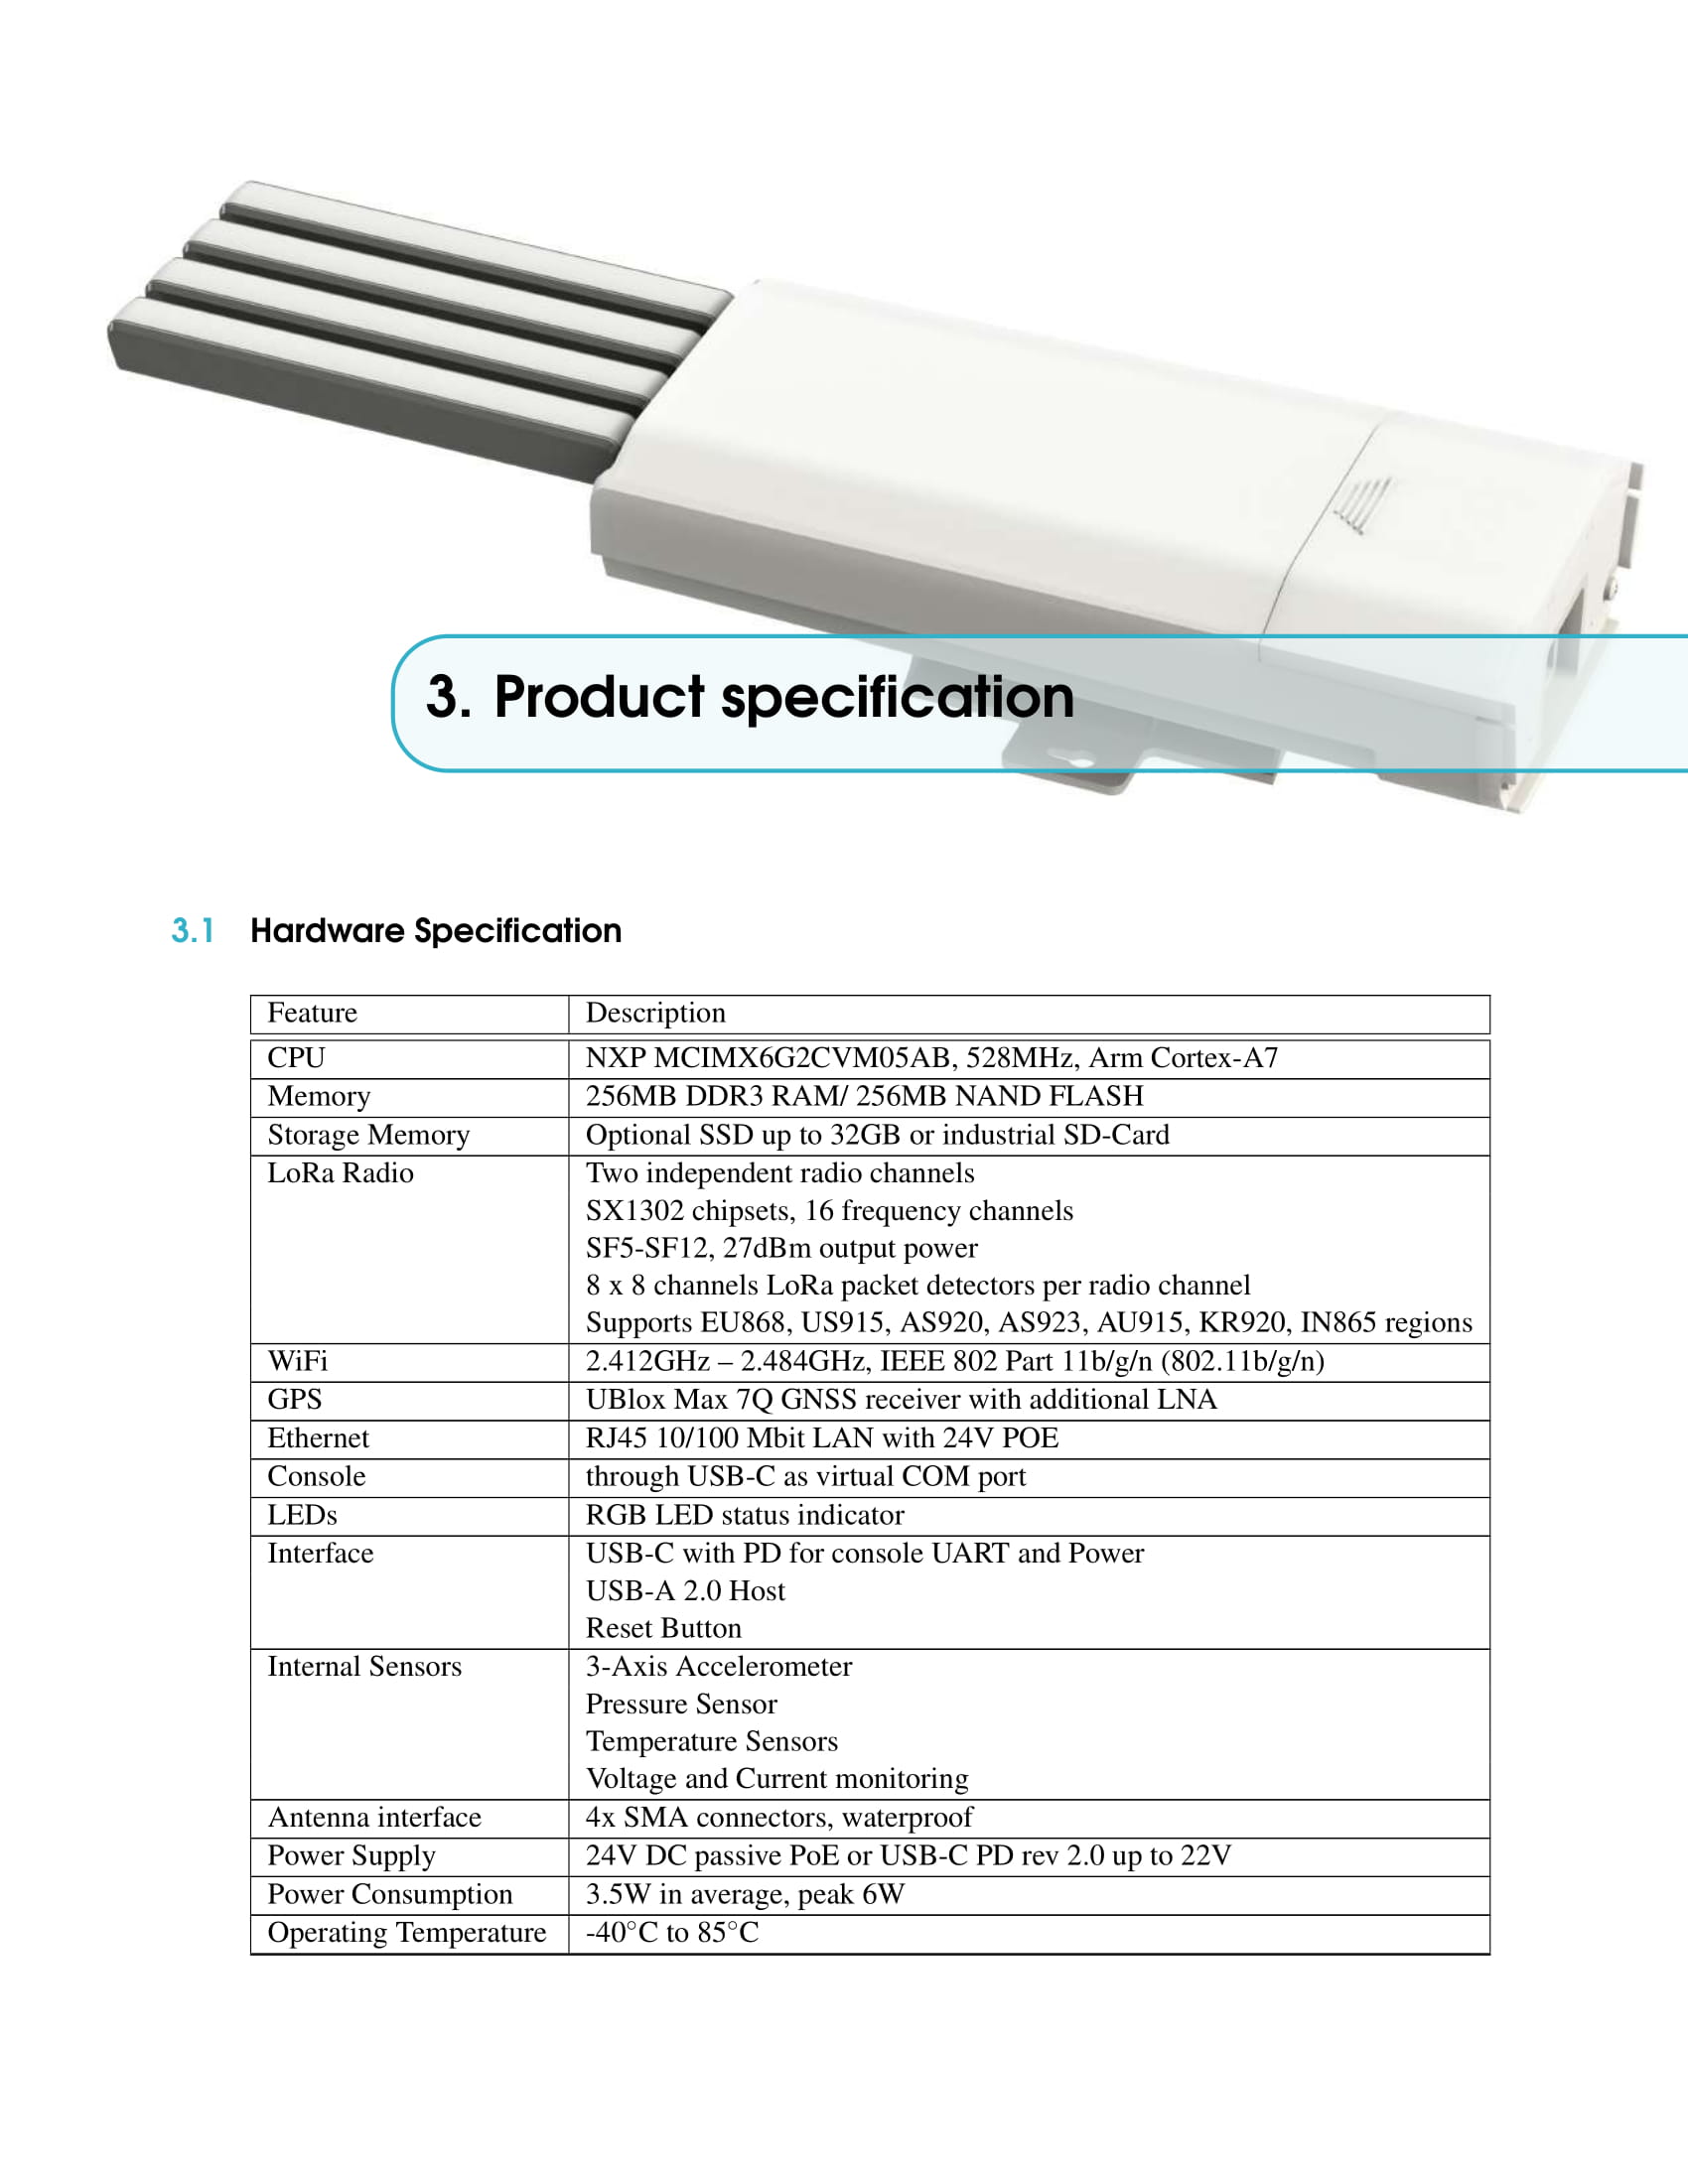 3. Product specification
3.1 Hardware Specification
Feature Description
CPU NXP MCIMX6G2CVM05AB, 528MHz, Arm Cortex-A7
Memory 256MB DDR3 RAM/ 256MB NAND FLASH
Storage Memory Optional SSD up to 32GB or industrial SD-Card
LoRa Radio Two independent radio channels
SX1302 chipsets, 16 frequency channels
SF5-SF12, 27dBm output power
8 x 8 channels LoRa packet detectors per radio channel
Supports EU868, US915, AS920, AS923, AU915, KR920, IN865 regions
WiFi 2.412GHz – 2.484GHz, IEEE 802 Part 11b/g/n (802.11b/g/n)
GPS UBlox Max 7Q GNSS receiver with additional LNA
Ethernet RJ45 10/100 Mbit LAN with 24V POE
Console through USB-C as virtual COM port
LEDs RGB LED status indicator
Interface USB-C with PD for console UART and Power
USB-A 2.0 Host
Reset Button
Internal Sensors 3-Axis Accelerometer
Pressure Sensor
Temperature Sensors
Voltage and Current monitoring
Antenna interface 4x SMA connectors, waterproof
Power Supply 24V DC passive PoE or USB-C PD rev 2.0 up to 22V
Power Consumption 3.5W in average, peak 6W
Operating Temperature -40°C to 85°C